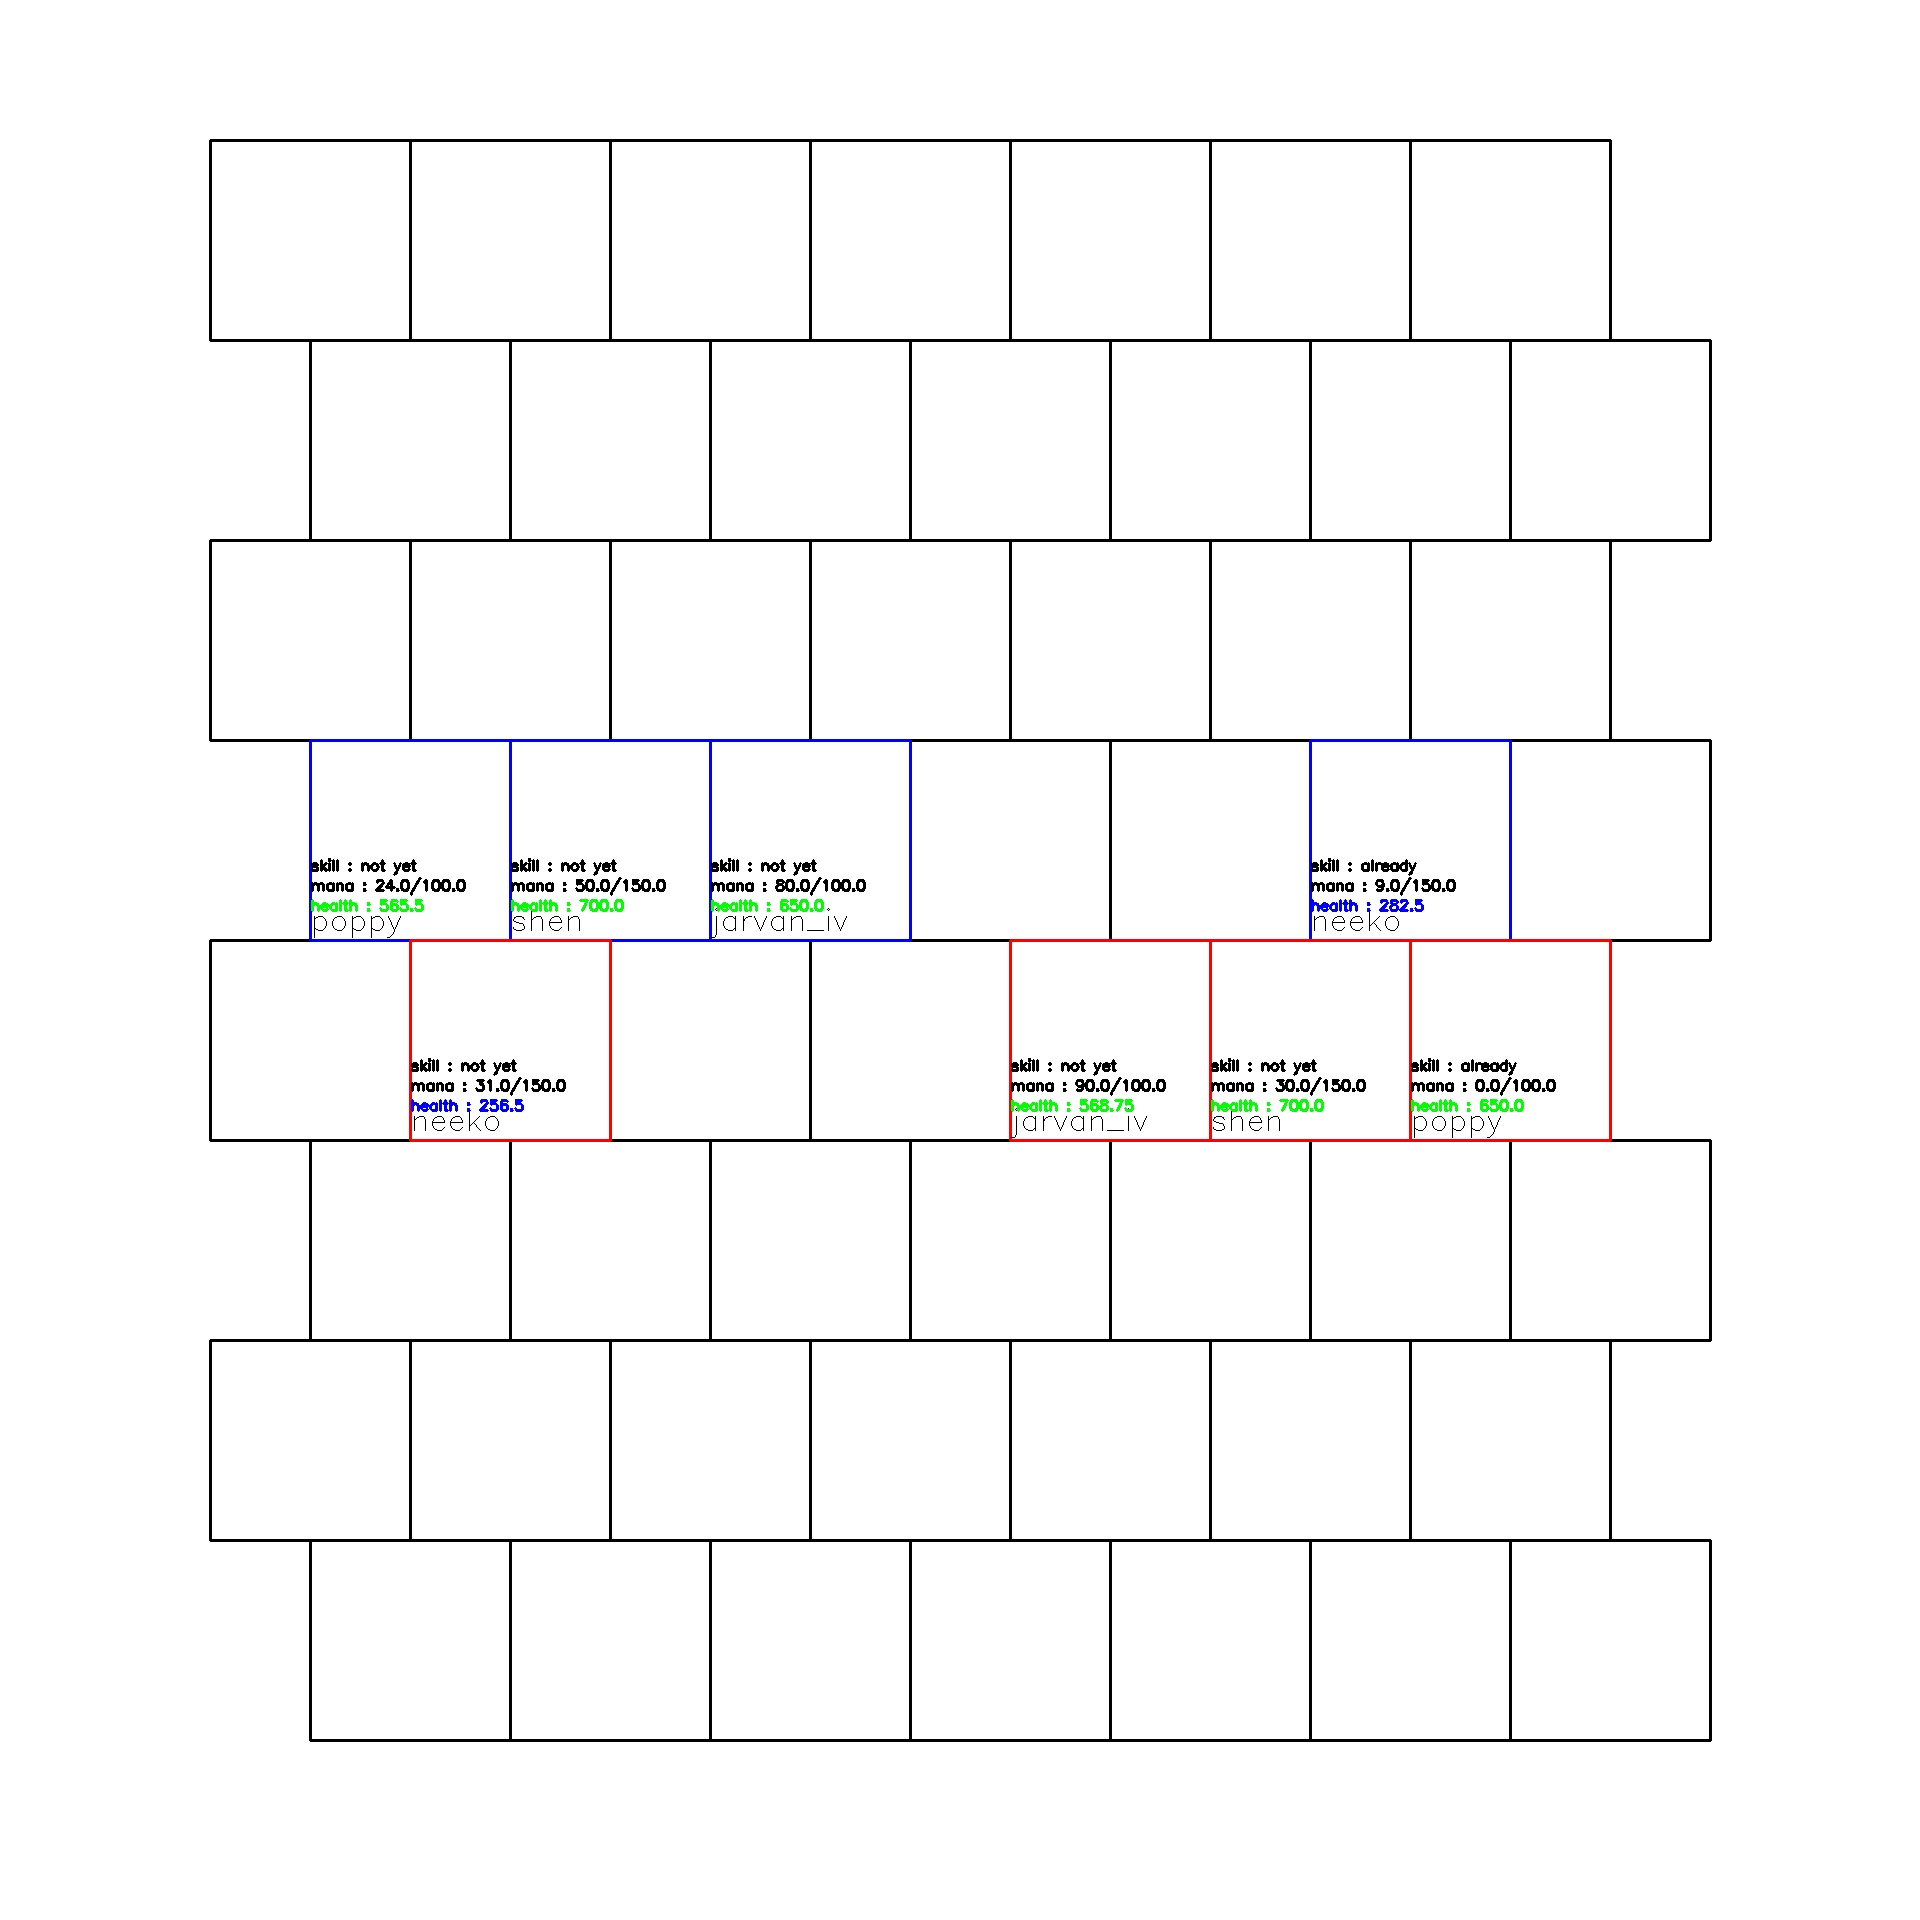 skill : not yet
mana : 24.0/100.0
health : 565.5
poppy
skill : not yet
mana : 50.0/150.0
health : 700.0
shen
skill : not yet
mana : 80.0/100.0
health : 650.0
jarvan_iv
skill : already
mana : 9.0/150.0
health : 282.5
neeko
skill : not yet
mana : 31.0/150.0
health : 256.5
neeko
skill : not yet
mana : 90.0/100.0
health : 568.75
jarvan_iv
skill : not yet
mana : 30.0/150.0
health : 700.0
shen
skill : already
mana : 0.0/100.0
health : 650.0
poppy